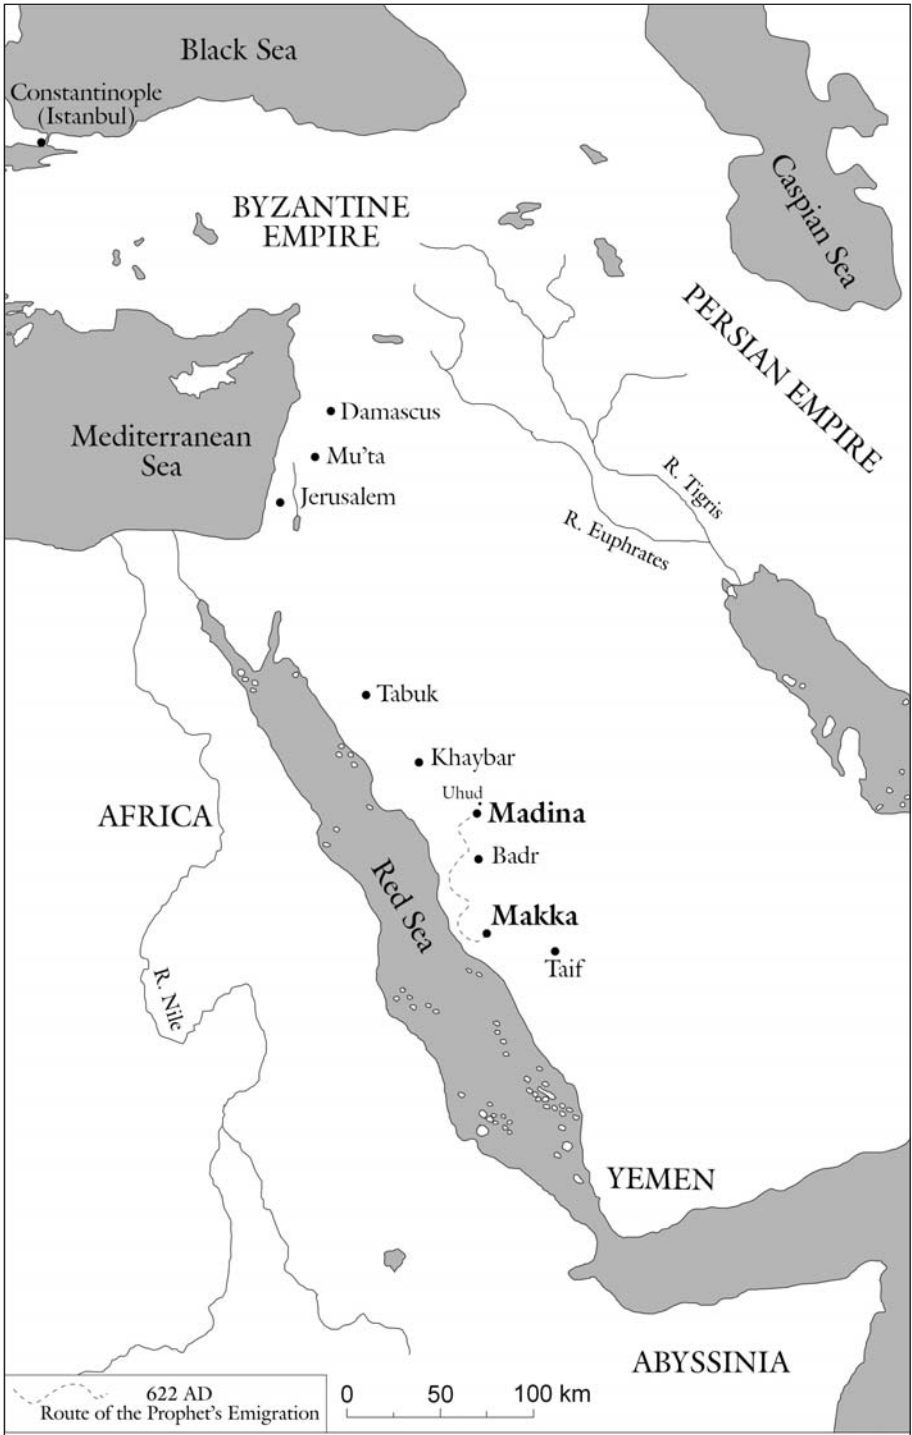 Black Sea
Constantinople
(Istanbul)
Caspian Sea
BYZANTINE
EMPIRE
PERSIAN EMPIRE
Damascus
Mediterranean
Sea
Mu'ta
R. Tigris
Jerusalem
R. Euphrates
Tabuk
Khaybar
Uhud
Madina
AFRICA
Badr
Red Sea
Makka
Taif
R. Nile
YEMEN
ABYSSINIA
622 AD
Route of the Prophet's Emigration
0 50 100 km